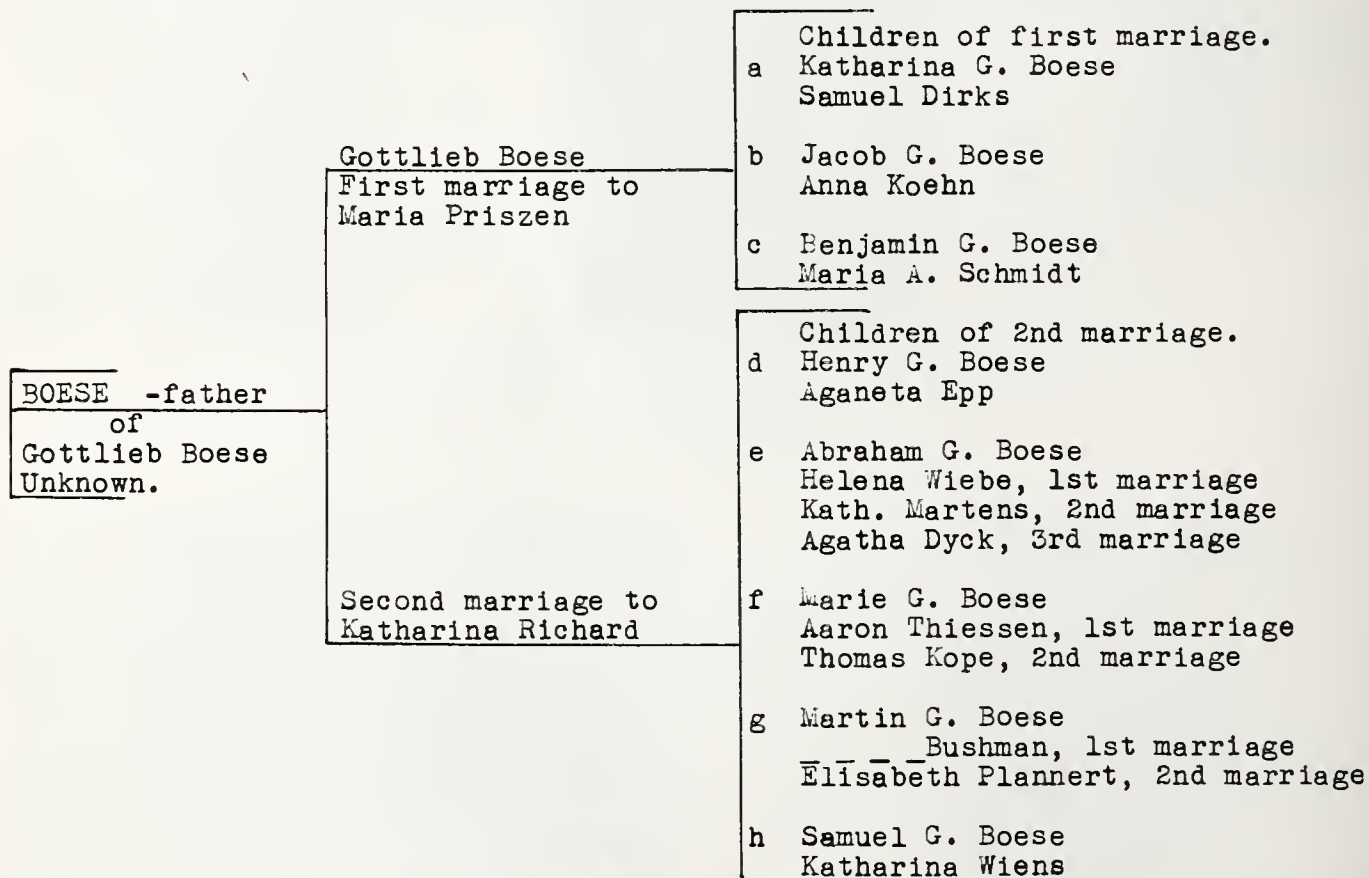 BOESE -father
of
Gottlieb Boese
Unknown.
Gottlieb Boese
First marriage to
Maria Priszen
Children of first marriage.
a Katharina G. Boese
Samuel Dirks
b Jacob G. Boese
Anna Koehn
c Benjamin G. Boese
Maria A. Schmidt
Second marriage to
Katharina Richard
Children of 2nd marriage.
d Henry G. Boese
Aganeta Epp
e Abraham G. Boese
Helena Wiebe, 1st marriage
Kath. Martens, 2nd marriage
Agatha Dyck, 3rd marriage
f Marie G. Boese
Aaron Thiessen, 1st marriage
Thomas Kope, 2nd marriage
g Martin G. Boese
_ _ _ _Bushman, 1st marriage
Elisabeth Plannert, 2nd marriage
h Samuel G. Boese
Katharina Wiens